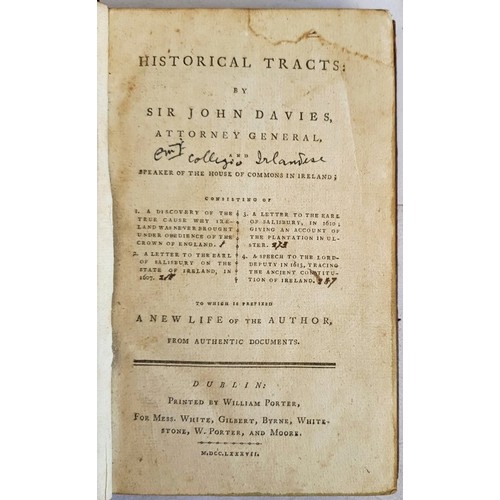 HISTORICAL TRACTS:
BY
SIR JOHN DAVIES,
ATTORNEY GENERAL,
collegio Irlandese
SPEAKER OF THE HOUSE OF COMMONS IN IRELAND;
CONSISTING OF
1. A DISCOVERY OF THE
TRUE CAUSE WHY IRE-
LAND WAS NEVER BROUGHT
UNDER OBEDIENCE OF THE
CROWN OF ENGLAND. 1
2. A LETTER TO THE EARL
OF SALISBURY ON THE
STATE OF IRELAND, IN
1607.
3. A LETTER TO THE EARL
OF SALISBURY, IN 1610;
GIVING AN ACCOUNT OF
THE PLANTATION IN UL-
STER. 273
4. A SPEECH TO THE LORD-
DEPUTY IN 1613, TRACING
THE ANCIENT CONSTITU-
TION OF IRELAND.
TO WHICH IS PREFIXED
A NEW LIFE OF THE AUTHOR,
FROM AUTHENTIC DOCUMENTS.
DUBLIN:
PRINTED BY WILLIAM PORTER,
FOR MESS. WHITE, GILBERT, BYRNE, WHITE-
STONE, W. PORTER, AND MOORE.
M,DCC,LXXXVII.